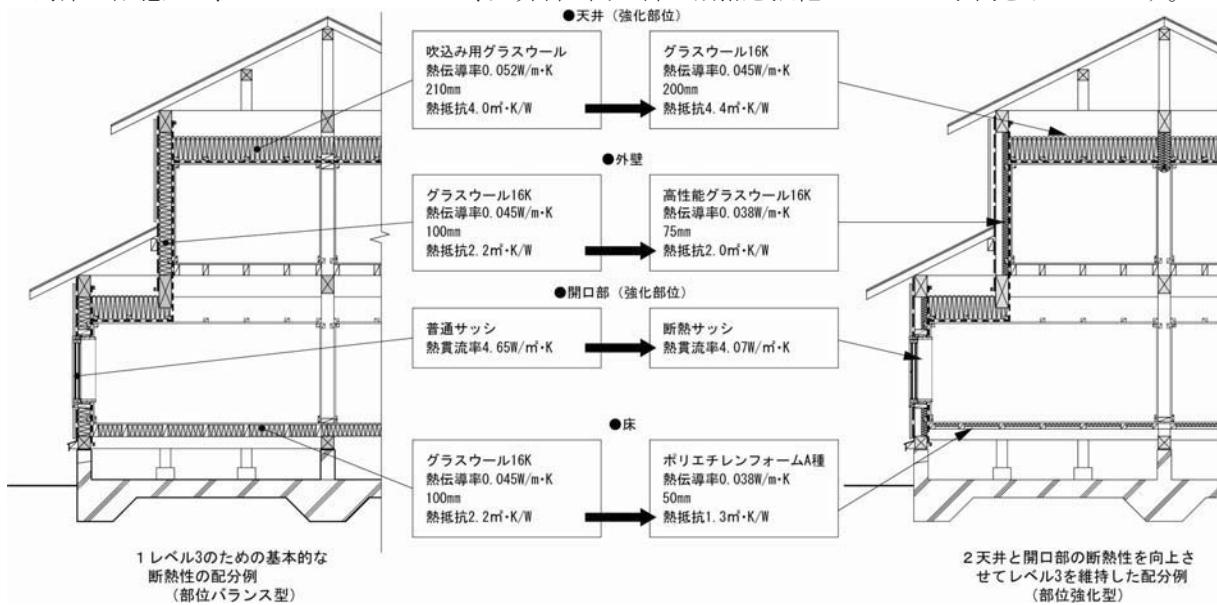 ●天井（強化部位）
吹込み用グラスウール
熱伝導率0.052W/m・K
210mm
熱抵抗4.0㎡・K/W
グラスウール16K
熱伝導率0.045W/m・K
200mm
熱抵抗4.4㎡・K/W
●外壁
グラスウール16K
熱伝導率0.045W/m・K
100mm
熱抵抗2.2㎡・K/W
高性能グラスウール16K
熱伝導率0.038W/m・K
75mm
熱抵抗2.0㎡・K/W
●開口部（強化部位）
普通サッシ
熱貫流率4.65W/㎡・K
断熱サッシ
熱貫流率4.07W/㎡・K
●床
グラスウール16K
熱伝導率0.045W/m・K
100mm
熱抵抗2.2㎡・K/W
ポリエチレンフォームA種
熱伝導率0.038W/m・K
50mm
熱抵抗1.3㎡・K/W
1 レベル3のための基本的な
断熱性の配分例
（部位バランス型）
2 天井と開口部の断熱性を向上さ
せてレベル3を維持した配分例
（部位強化型）